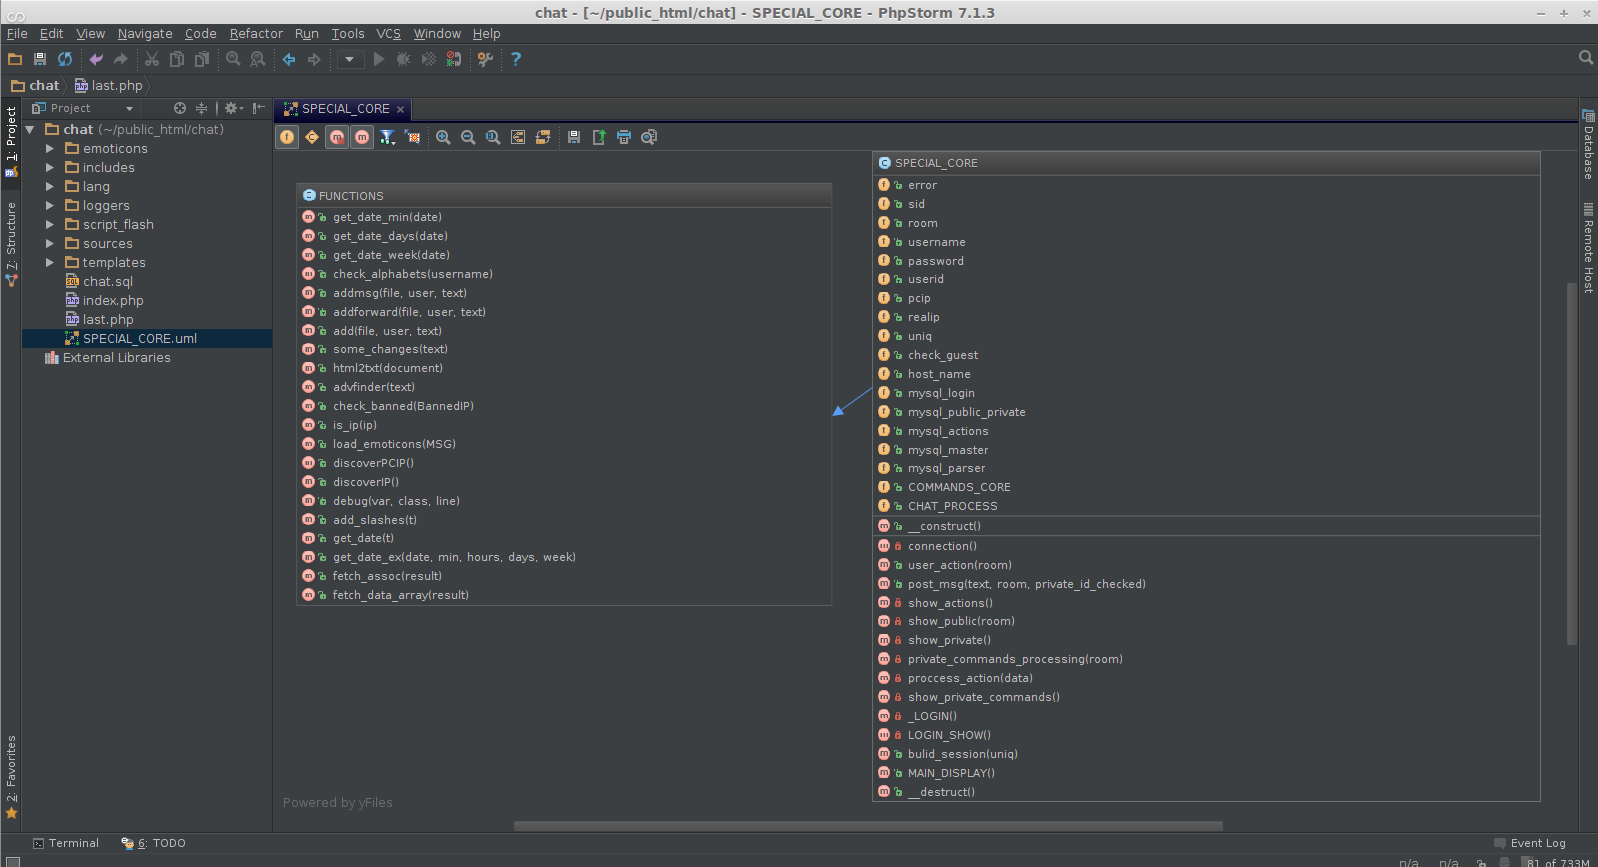 chat - [~/public_html/chat] - SPECIAL_CORE - PhpStorm 7.1.3
File Edit View Navigate Code Refactor Run Tools VCS Window Help
chat last.php
Project
SPECIAL_CORE
1: Project
7: Structure
2: Favorites
chat (~/public_html/chat)
emoticons
includes
lang
loggers
script_flash
sources
templates
chat.sql
index.php
last.php
SPECIAL_CORE.uml
External Libraries
FUNCTIONS
get_date_min(date)
get_date_days(date)
get_date_week(date)
check_alphabets(username)
addmsg(file, user, text)
addforward(file, user, text)
add(file, user, text)
some_changes(text)
html2txt(document)
advfinder(text)
check_banned(BannedIP)
is_ip(ip)
load_emoticons(MSG)
discoverPCIP()
discoverIP()
debug(var, class, line)
add_slashes(t)
get_date(t)
get_date_ex(date, min, hours, days, week)
fetch_assoc(result)
fetch_data_array(result)
SPECIAL_CORE
error
sid
room
username
password
userid
pcip
realip
uniq
check_guest
host_name
mysql_login
mysql_public_private
mysql_actions
mysql_master
mysql_parser
COMMANDS_CORE
CHAT_PROCESS
__construct()
connection()
user_action(room)
post_msg(text, room, private_id_checked)
show_actions()
show_public(room)
show_private()
private_commands_processing(room)
proccess_action(data)
show_private_commands()
_LOGIN()
LOGIN_SHOW()
bulid_session(uniq)
MAIN_DISPLAY()
__destruct()
Powered by yFiles
Database
Remote Host
Terminal 6: TODO Event Log
n/a n/a 81 of 733M